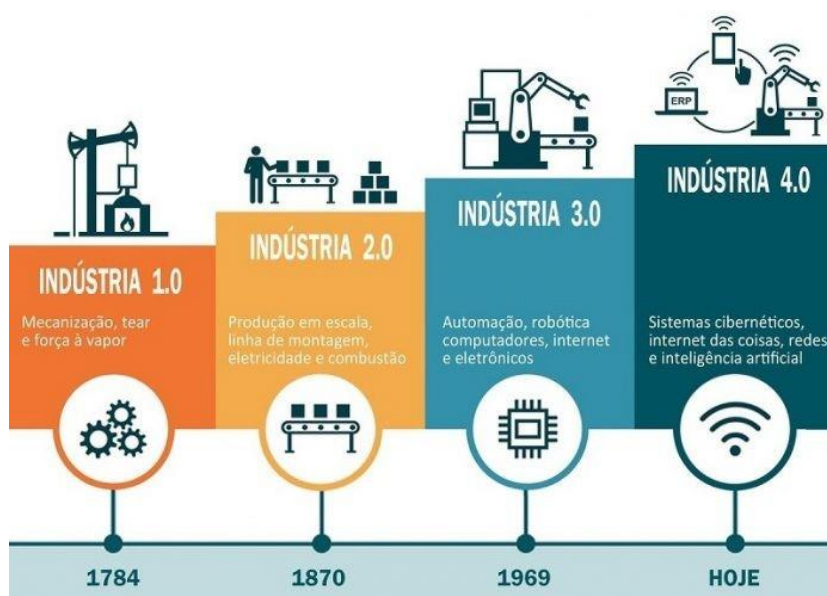 ERP
INDÚSTRIA 1.0
Mecanização, tear
e força à vapor
INDÚSTRIA 2.0
Produção em escala,
linha de montagem,
eletricidade e combustão
INDÚSTRIA 3.0
Automação, robótica
computadores, internet
e eletrônicos
INDÚSTRIA 4.0
Sistemas cibernéticos,
internet das coisas, redes
e inteligência artificial
1784
1870
1969
HOJE